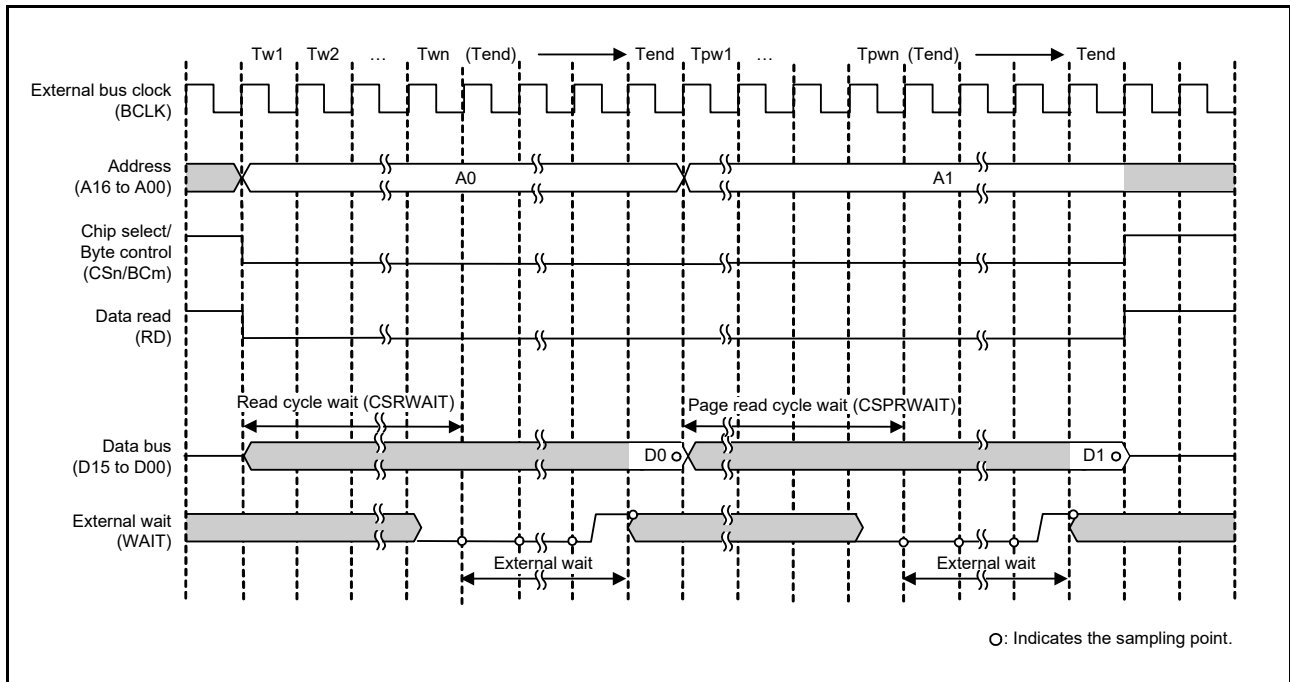 Tw1 Tw2 … Twn (Tend) Tend Tpw1 … Tpwn (Tend) Tend
External bus clock
(BCLK)
Address
(A16 to A00)
A0 A1
Chip select/
Byte control
(CSn/BCm)
Data read
(RD)
Read cycle wait (CSRWAIT) Page read cycle wait (CSPRWAIT)
Data bus
(D15 to D00)
D0 D1
External wait
(WAIT)
External wait External wait
: Indicates the sampling point.